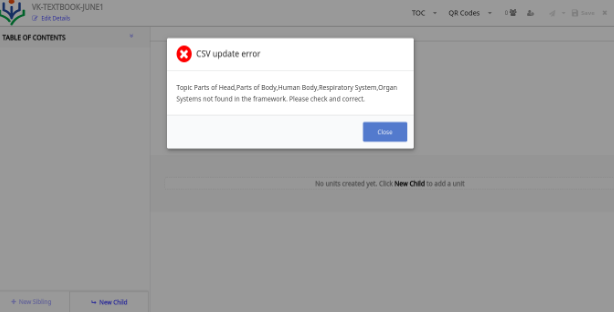 VK-TEXTBOOK-JUNE1
Edit Details
TOC
QR Codes
0
Save
TABLE OF CONTENTS
CSV update error
Topic Parts of Head,Parts of Body,Human Body,Respiratory System,Organ
Systems not found in the framework. Please check and correct.
Close
No units created yet. Click New Child to add a unit
+ New Sibling
New Child